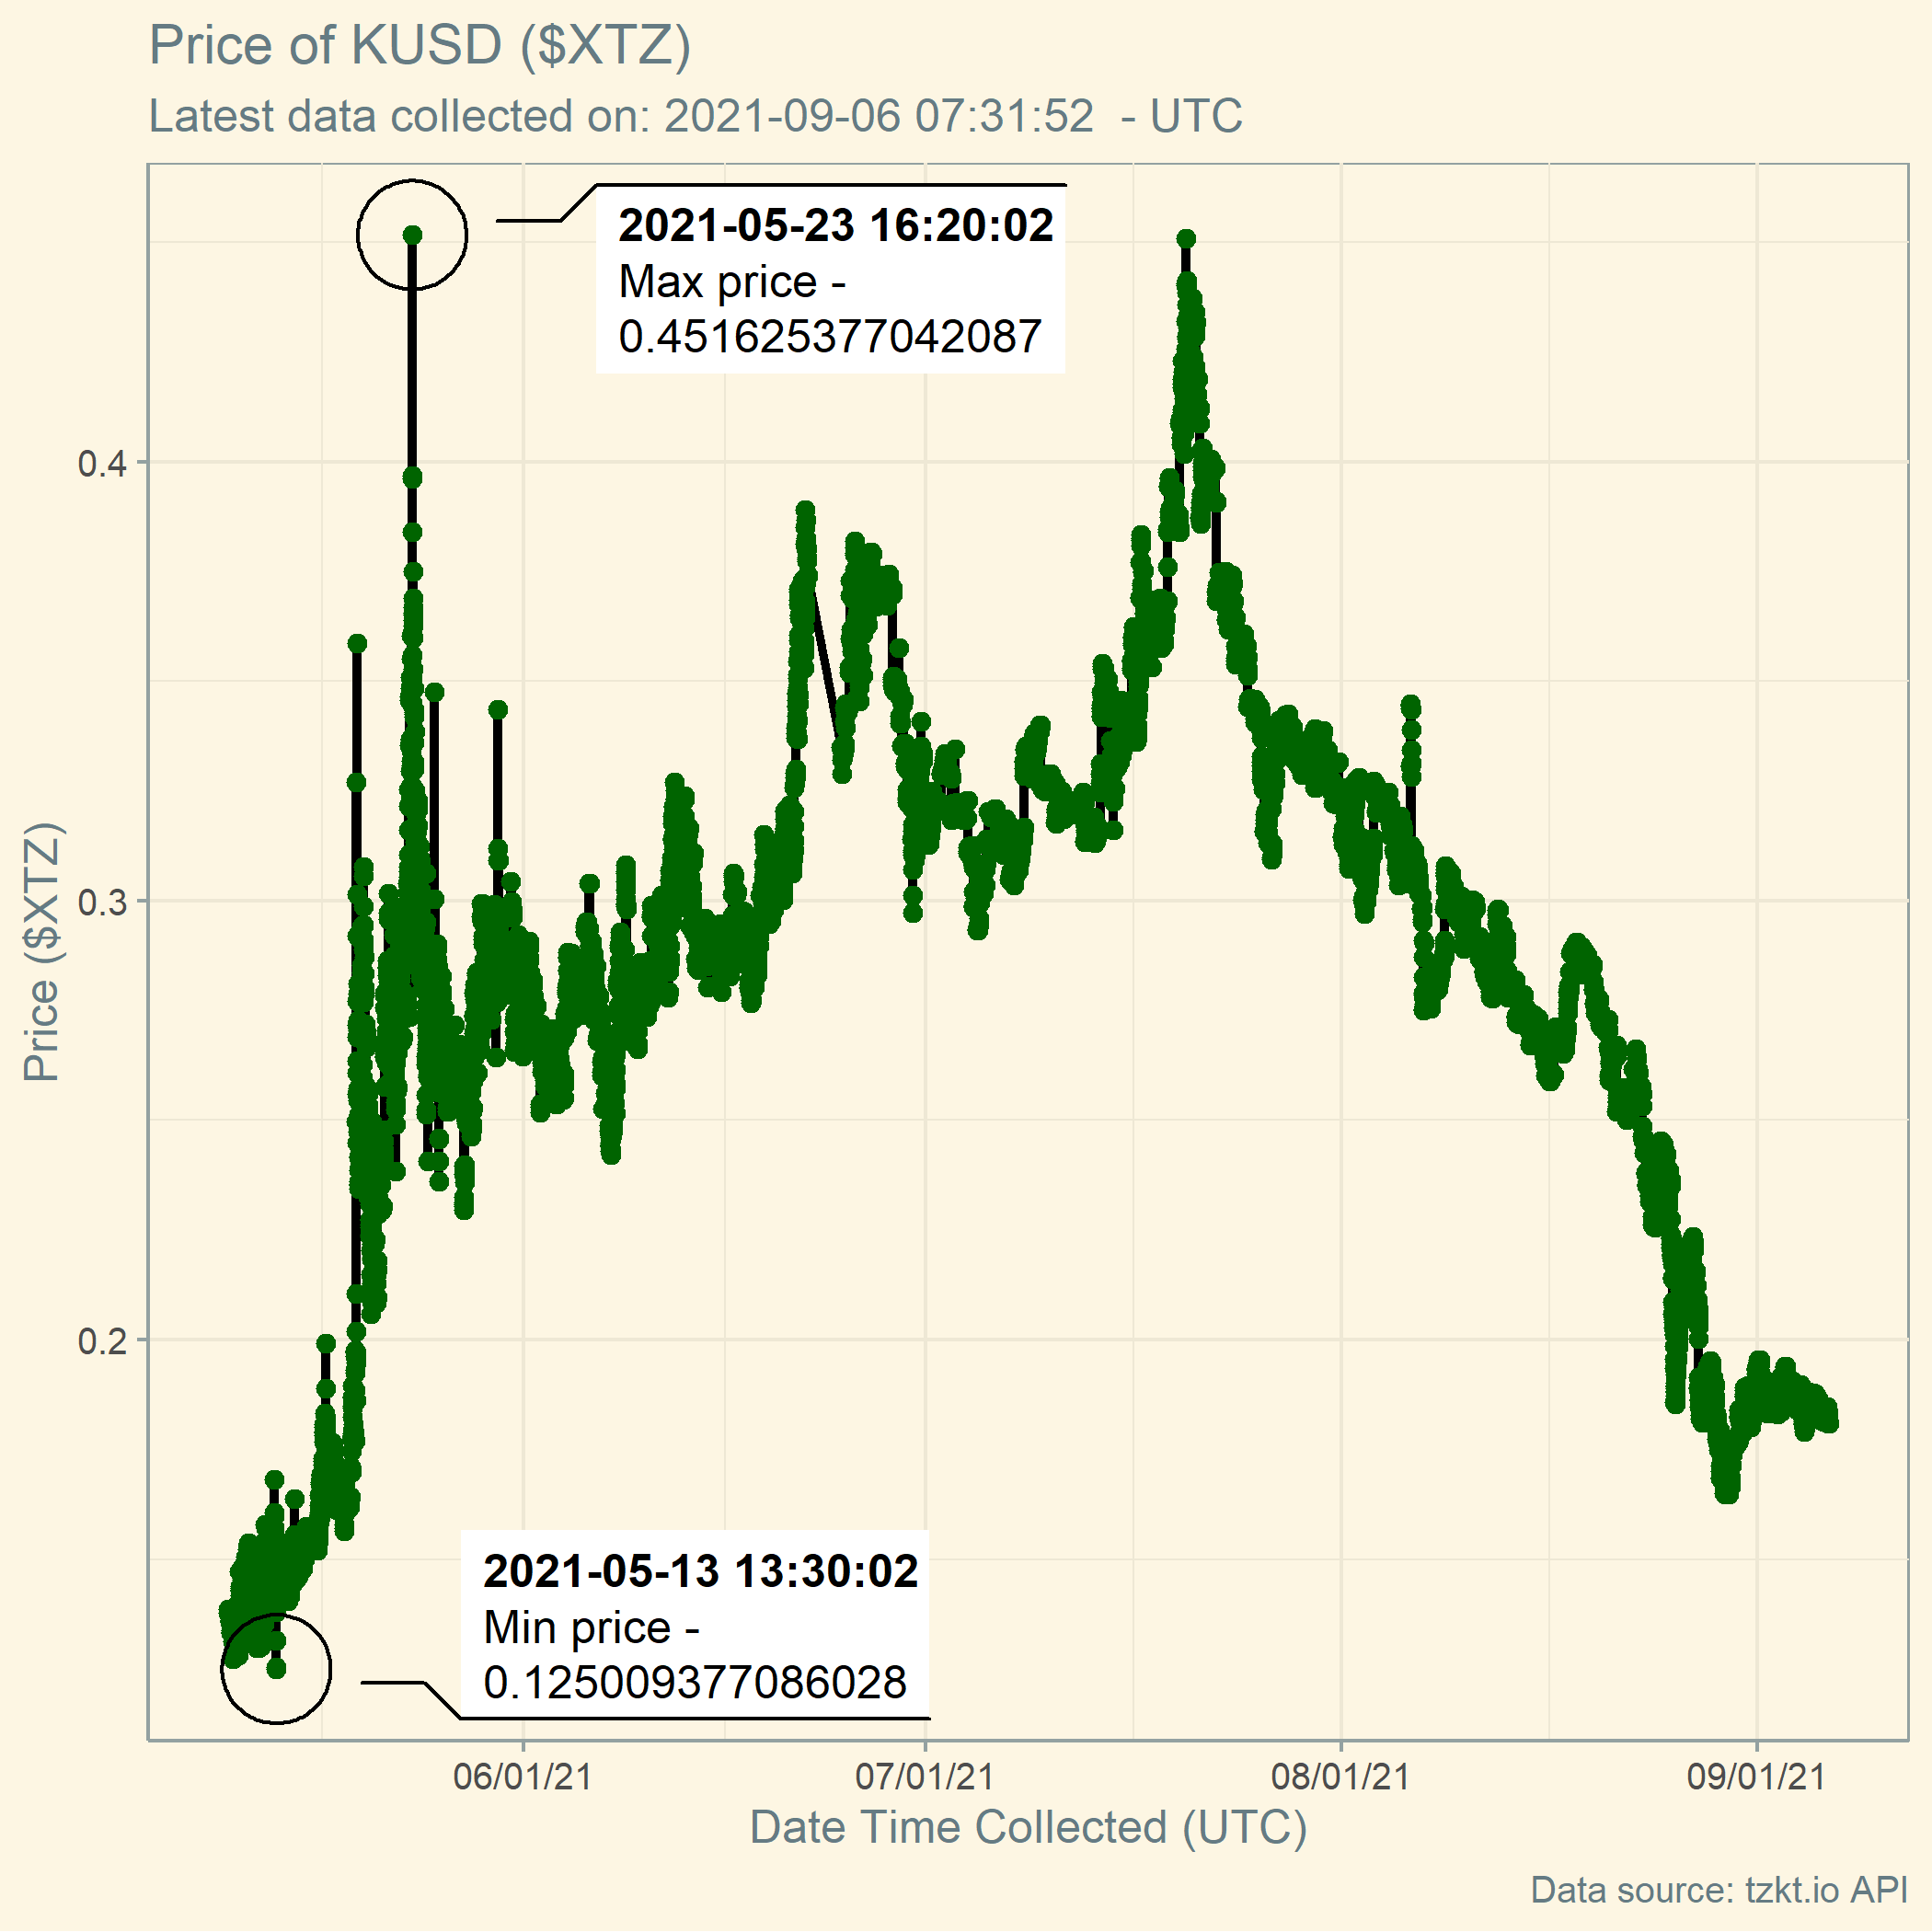 Price of KUSD ($XTZ)
Latest data collected on: 2021-09-06 07:31:52  - UTC
2021-05-23 16:20:02
Max price -
0.451625377042087
0.4
0.3
0.2
Price ($XTZ)
2021-05-13 13:30:02
Min price -
0.125009377086028
06/01/21
07/01/21
08/01/21
09/01/21
Date Time Collected (UTC)
Data source: tzkt.io API